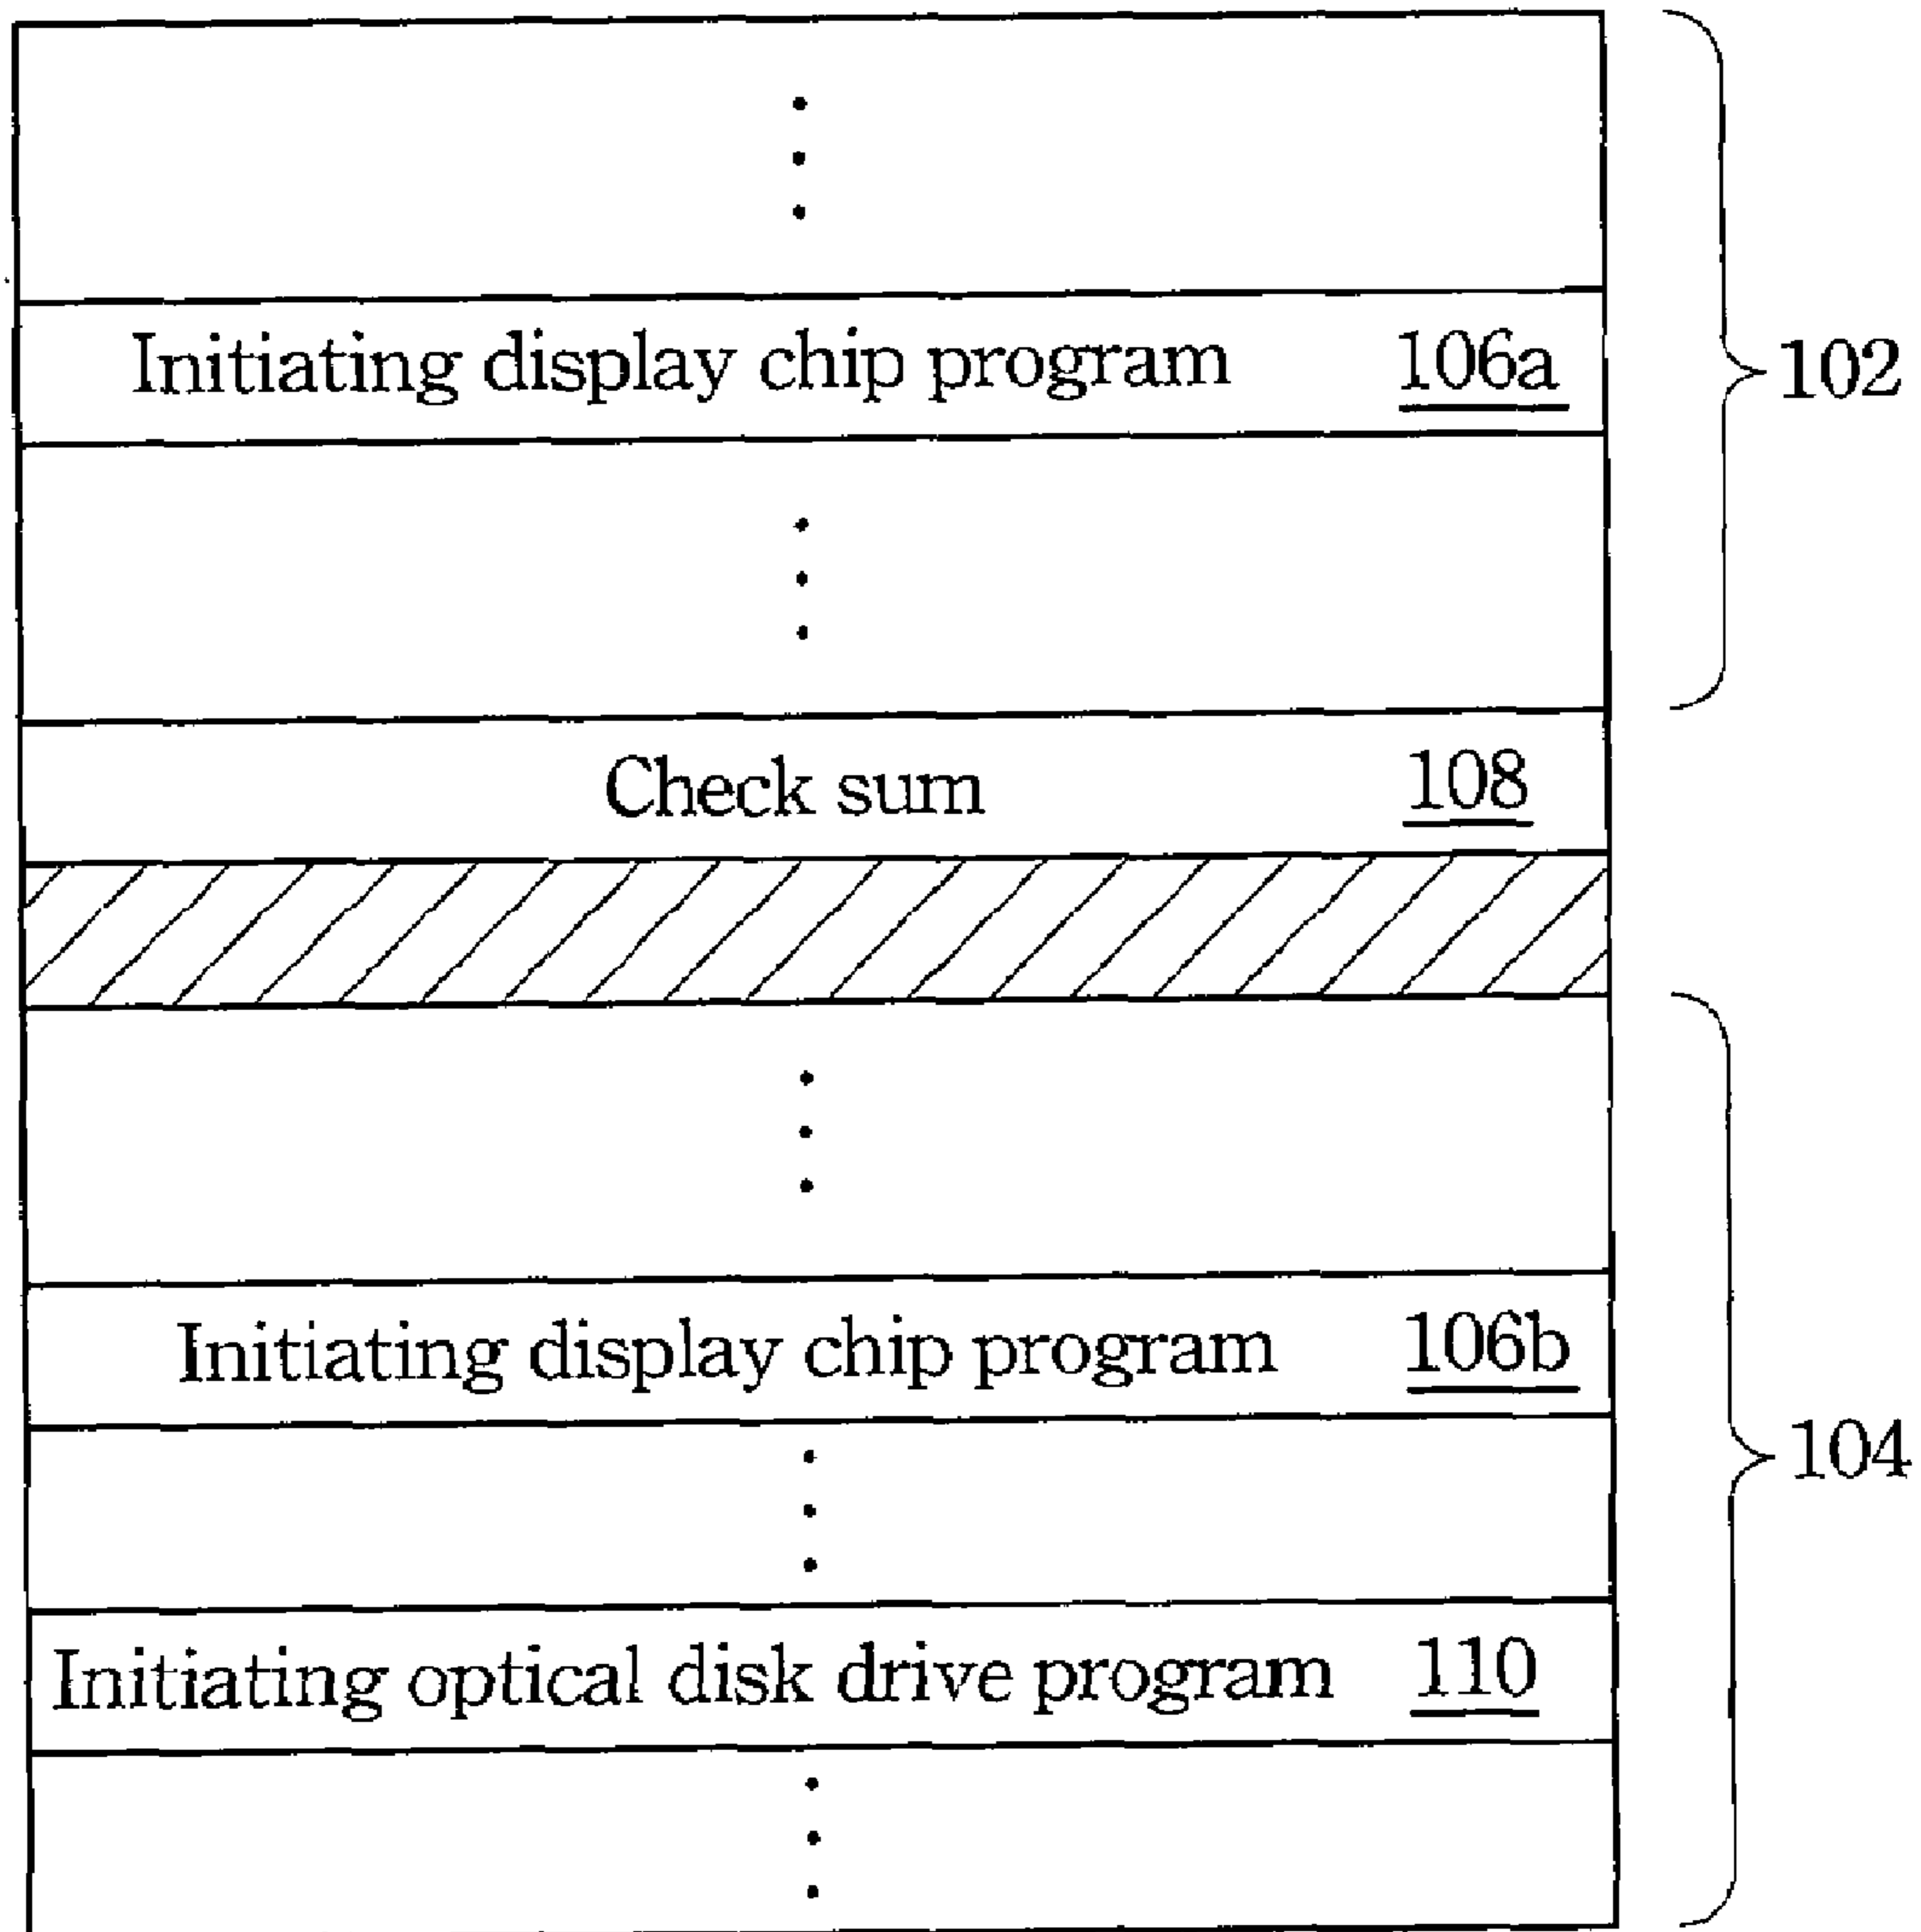 Initiating display chip program 106a
102
Check sum 108
Initiating display chip program 106b
104
Initiating optical disk drive program 110